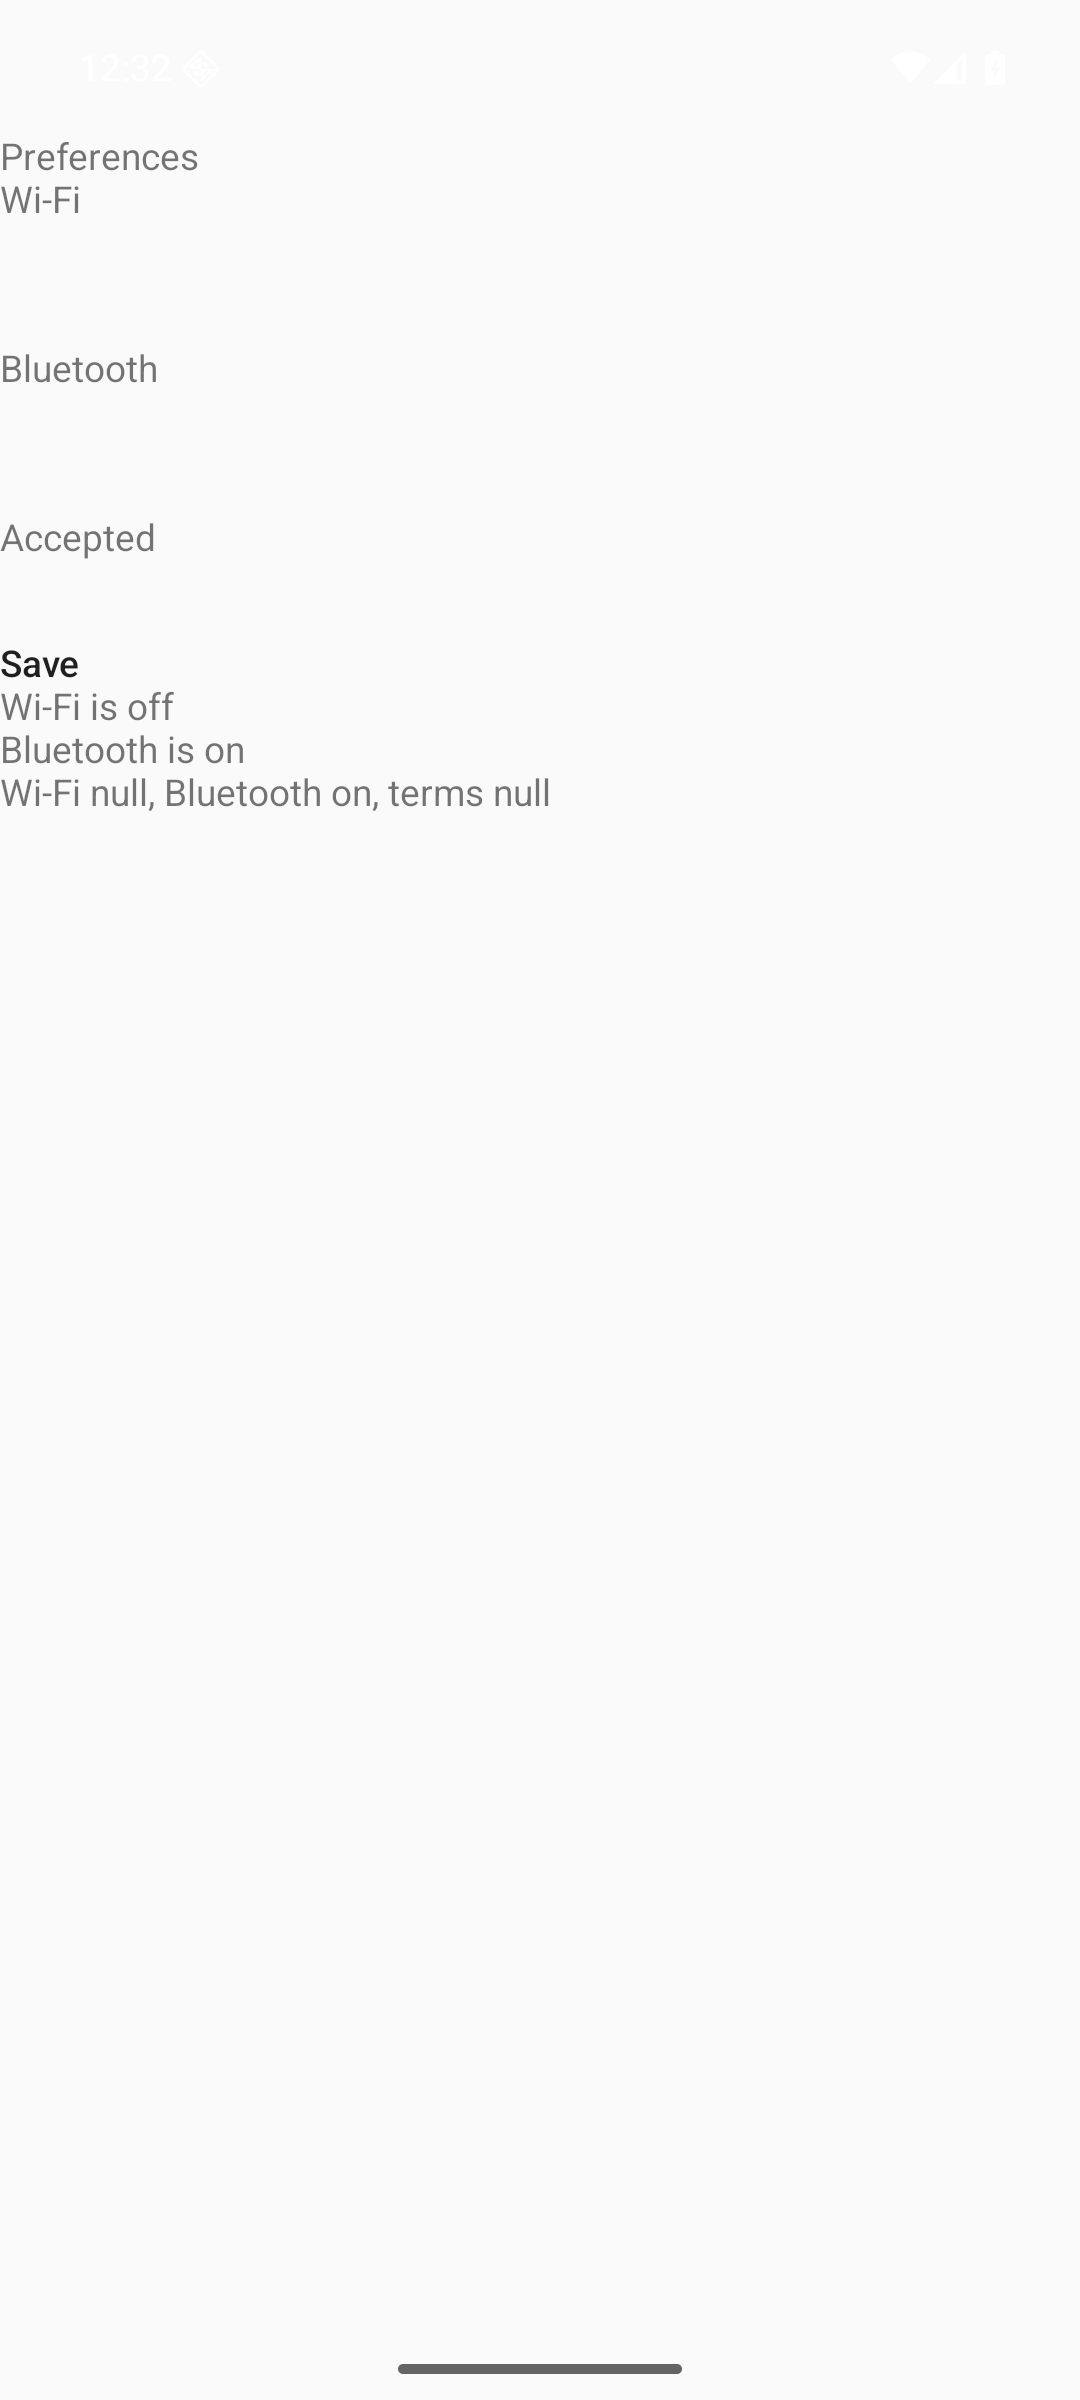 12:32
Preferences
Wi-Fi
Bluetooth
Accepted
Save
Wi-Fi is off
Bluetooth is on
Wi-Fi null, Bluetooth on, terms null